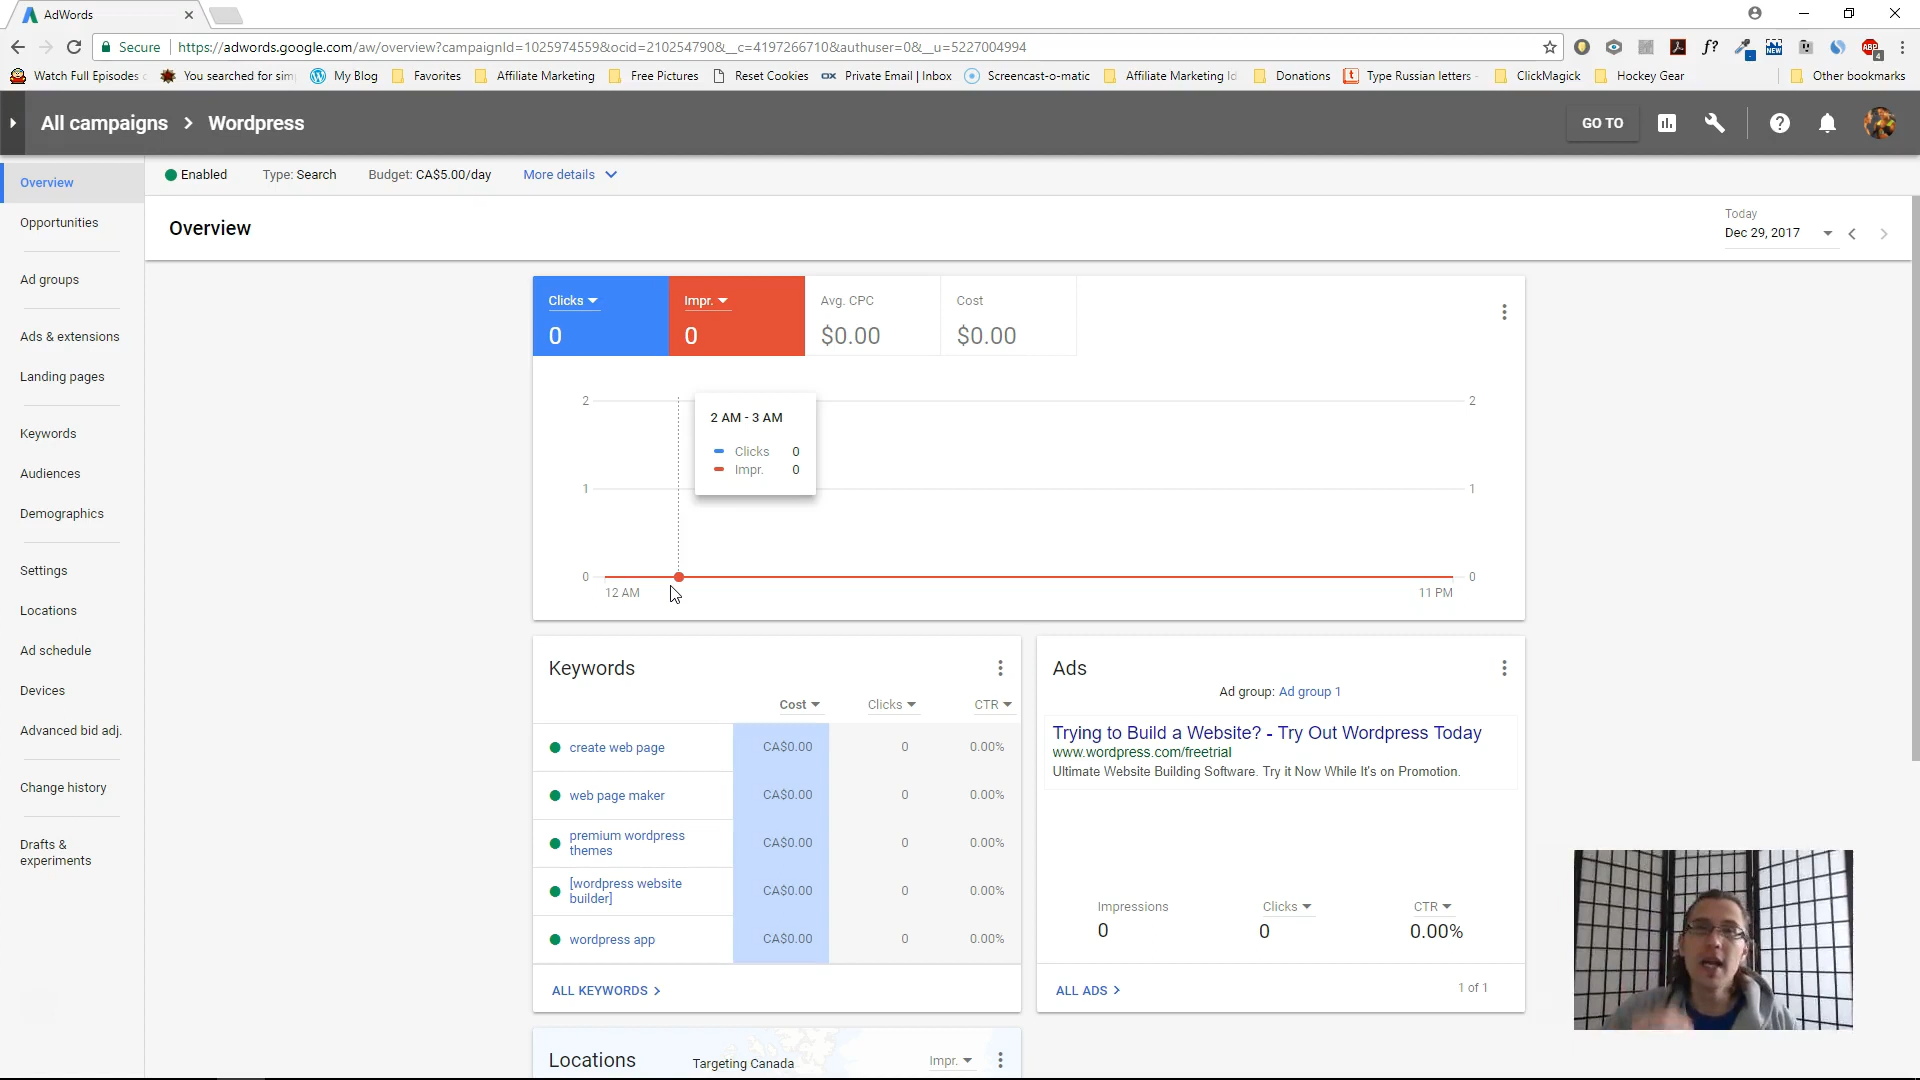 AdWords
Secure https://adwords.google.com/aw/overview?campaignId=1025974559&ocid=210254790&__c=4197266710&authuser=0&__u=5227004994
Watch Full Episodes You searched for sim My Blog Favorites Affiliate Marketing Free Pictures Reset Cookies Private Email | Inbox Screencast-o-matic Affiliate Marketing Id Donations Type Russian letters - ClickMagick Hockey Gear Other bookmarks
All campaigns > Wordpress GO TO
Enabled Type: Search Budget: CA$5.00/day More details
Overview
Opportunities
Ad groups
Ads & extensions
Landing pages
Keywords
Audiences
Demographics
Settings
Locations
Ad schedule
Devices
Advanced bid adj.
Change history
Drafts &
experiments
Overview
Today
Dec 29, 2017
Clicks Impr. Avg. CPC Cost
0 0 $0.00 $0.00
2 2
2 AM - 3 AM
Clicks 0
Impr. 0
1 1
0 0
12 AM 11 PM
Keywords
Cost Clicks CTR
create web page CA$0.00 0 0.00%
web page maker CA$0.00 0 0.00%
premium wordpress
themes CA$0.00 0 0.00%
[wordpress website
builder] CA$0.00 0 0.00%
wordpress app CA$0.00 0 0.00%
ALL KEYWORDS >
Ads
Ad group: Ad group 1
Trying to Build a Website? - Try Out Wordpress Today
www.wordpress.com/freetrial
Ultimate Website Building Software. Try it Now While It's on Promotion.
Impressions Clicks CTR
0 0 0.00%
ALL ADS > 1 of 1
Locations Targeting Canada Impr.